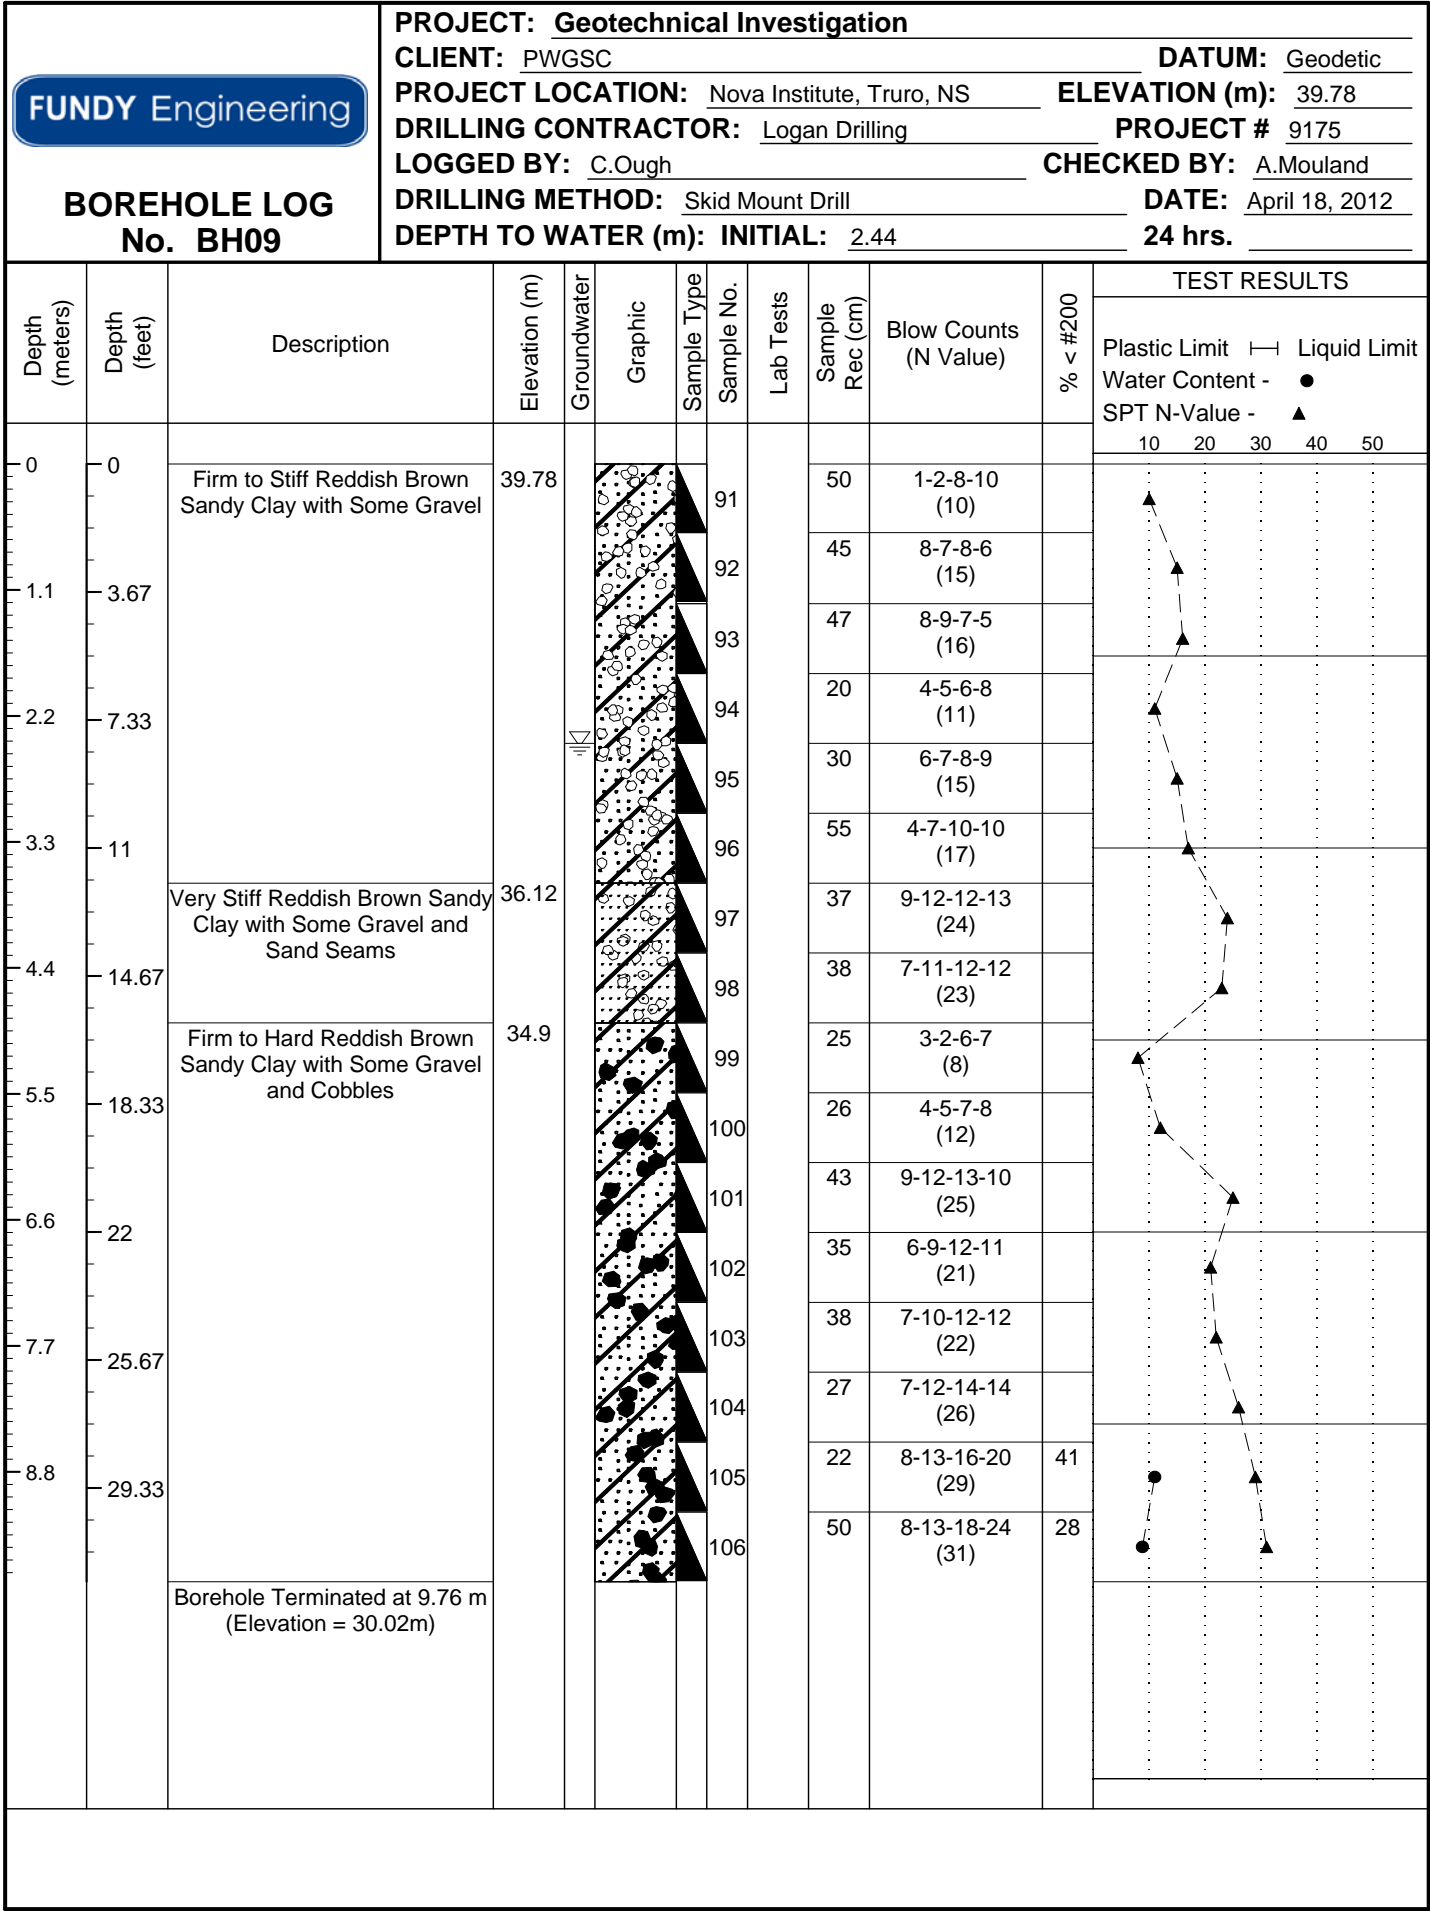 FUNDY Engineering
BOREHOLE LOG
No. BH09
PROJECT: Geotechnical Investigation
CLIENT: PWGSC DATUM: Geodetic
PROJECT LOCATION: Nova Institute, Truro, NS ELEVATION (m): 39.78
DRILLING CONTRACTOR: Logan Drilling PROJECT # 9175
LOGGED BY: C.Ough CHECKED BY: A.Mouland
DRILLING METHOD: Skid Mount Drill DATE: April 18, 2012
DEPTH TO WATER (m): INITIAL: 2.44 24 hrs.
Depth (meters)
Depth (feet)
Description
Elevation (m)
Groundwater
Graphic
Sample Type
Sample No.
Lab Tests
Sample Rec (cm)
Blow Counts
(N Value)
% < #200
TEST RESULTS
Plastic Limit Liquid Limit
Water Content -
SPT N-Value -
10 20 30 40 50
0 0
Firm to Stiff Reddish Brown 39.78
Sandy Clay with Some Gravel
91 50 1-2-8-10
(10)
92 45 8-7-8-6
(15)
1.1 3.67
93 47 8-9-7-5
(16)
94 20 4-5-6-8
(11)
2.2 7.33
95 30 6-7-8-9
(15)
96 55 4-7-10-10
(17)
3.3 11
Very Stiff Reddish Brown Sandy 36.12
Clay with Some Gravel and
Sand Seams
97 37 9-12-12-13
(24)
98 38 7-11-12-12
(23)
4.4 14.67
Firm to Hard Reddish Brown 34.9
Sandy Clay with Some Gravel
and Cobbles
99 25 3-2-6-7
(8)
5.5 18.33
100 26 4-5-7-8
(12)
101 43 9-12-13-10
(25)
6.6 22
102 35 6-9-12-11
(21)
103 38 7-10-12-12
(22)
7.7 25.67
104 27 7-12-14-14
(26)
105 22 8-13-16-20 41
(29)
8.8 29.33
106 50 8-13-18-24 28
(31)
Borehole Terminated at 9.76 m
(Elevation = 30.02m)